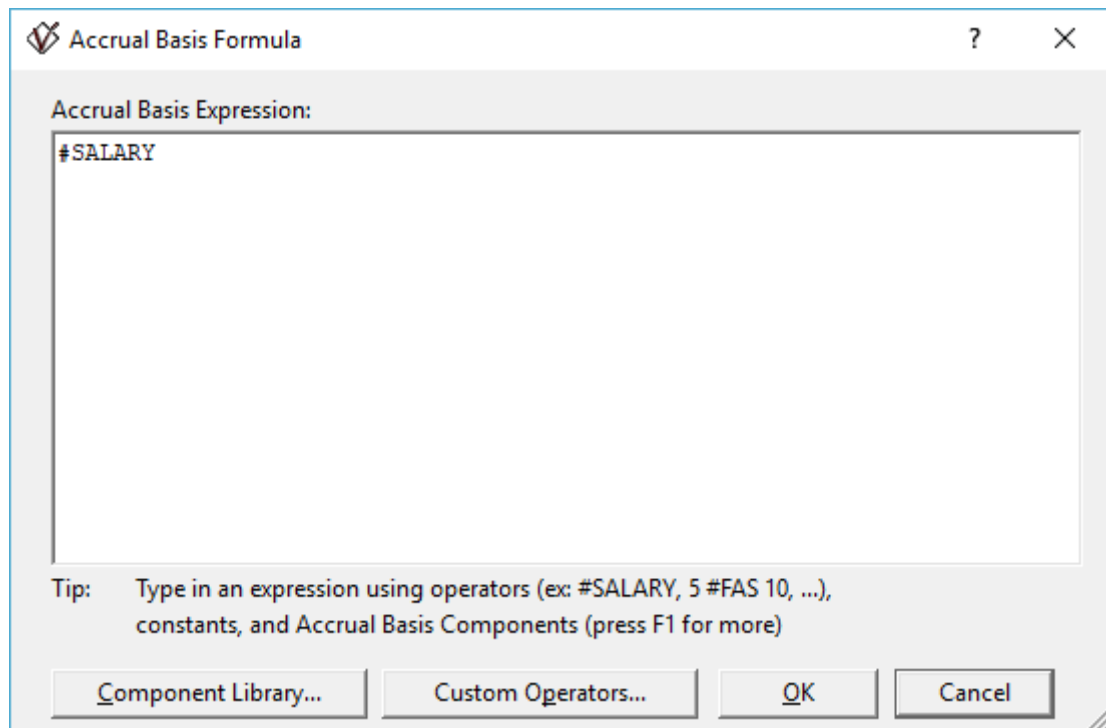 Accrual Basis Formula
?
Accrual Basis Expression:
#SALARY
Tip: Type in an expression using operators (ex: #SALARY, 5 #FAS 10, ...),
constants, and Accrual Basis Components (press F1 for more)
Component Library... Custom Operators... OK Cancel